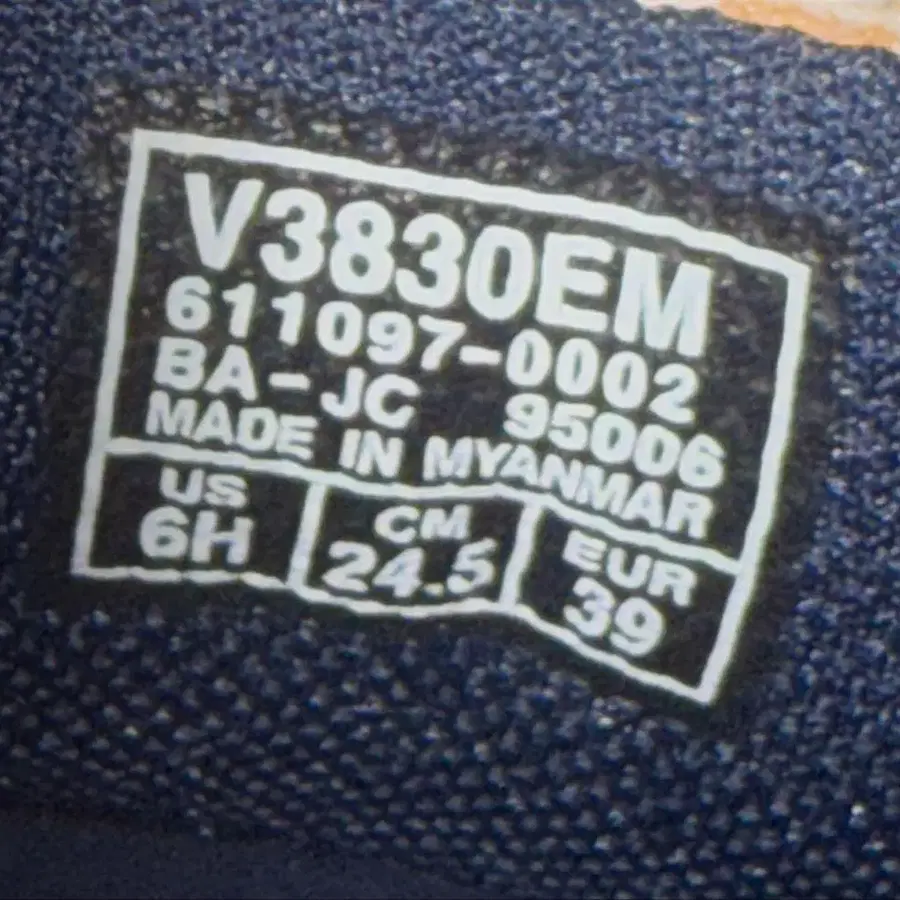 V3830EM
611097-0002
BA-JC 95006
MADE IN MYANMAR
US CM EUR
6H 24.5 39